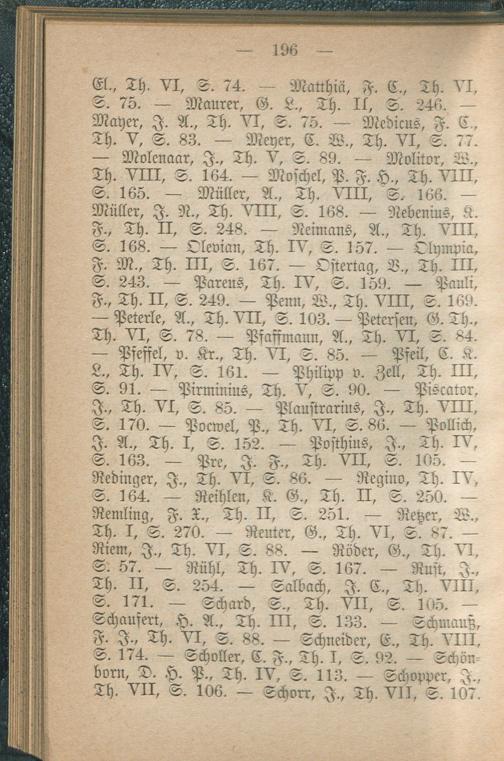 — 196 —
El., Th. VI, S. 74. — Matthiä, F. C., Th. VI,
S. 75. — Maurer, G. L., Th. II, S. 246. —
Mayer, J. A., Th. VI, S. 75. — Medicus, F. C.,
Th. V, S. 83. — Meyer, C. W., Th. VI, S. 77.
— Molenaar, J., Th. V, S. 89. — Molitor, W.,
Th. VIII, S. 164. — Moschel, P. F. H., Th. VIII,
S. 165. — Müller, A., Th. VIII, S. 166. —
Müller, J. N., Th. VIII, S. 168. — Nebenius, K.
F., Th. II, S. 248. — Neimans, A., Th. VIII,
S. 168. — Olevian, Th. IV, S. 157. — Olympia,
F. M., Th. III, S. 167. — Ostertag, B., Th. III,
S. 243. — Pareus, Th. IV, S. 159. — Pauli,
F., Th. II, S. 249. — Penn, W., Th. VIII, S. 169.
— Peterle, A., Th. VII, S. 103. — Petersen, G. Th.,
Th. VI, S. 78. — Pfaffmann, A., Th. VI, S. 84.
— Pfeffel, v. Kr., Th. VI, S. 85. — Pfeil, C. K.
L., Th. IV, S. 161. — Philipp v. Zell, Th. III,
S. 91. — Pirminius, Th. V, S. 90. — Piscator,
J., Th. VI, S. 85. — Plaustrarius, J., Th. VIII,
S. 170. — Pocwel, P., Th. VI, S. 86. — Pollich,
J. A., Th. I, S. 152. — Posthius, J., Th. IV,
S. 163. — Pre, J. F., Th. VII, S. 105. —
Redinger, J., Th. VI, S. 86. — Regino, Th. IV,
S. 164. — Reihlen, K. G., Th. II, S. 250. —
Remling, F. X., Th. II, S. 251. — Retzer, W.,
Th. I, S. 270. — Reuter, G., Th. VI, S. 87. —
Riem, J., Th. VI, S. 88. — Röder, G., Th. VI,
S. 57. — Rühl, Th. IV, S. 167. — Rust, J.,
Th. II, S. 254. — Salbach, J. C., Th. VIII,
S. 171. — Schard, S., Th. VII, S. 105. —
Schaufert, H. A., Th. III, S. 133. — Schmauß,
F. J., Th. VI, S. 88. — Schneider, E., Th. VIII,
S. 174. — Scholler, C. F., Th. I, S. 92. — Schön-
born, D. H. P., Th. IV, S. 113. — Schopper, J.,
Th. VII, S. 106. — Schorr, J., Th. VII, S. 107.